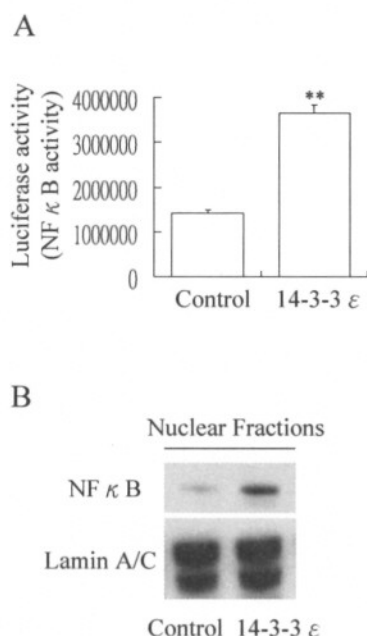 A
Luciferase activity
(NF κ B activity)
4000000
3000000
2000000
1000000
0
**
Control 14-3-3 ε
B
Nuclear Fractions
NF κ B
Lamin A/C
Control 14-3-3 ε